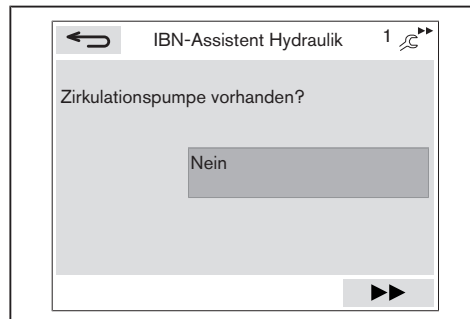 IBN-Assistent Hydraulik 1
Zirkulationspumpe vorhanden?
Nein